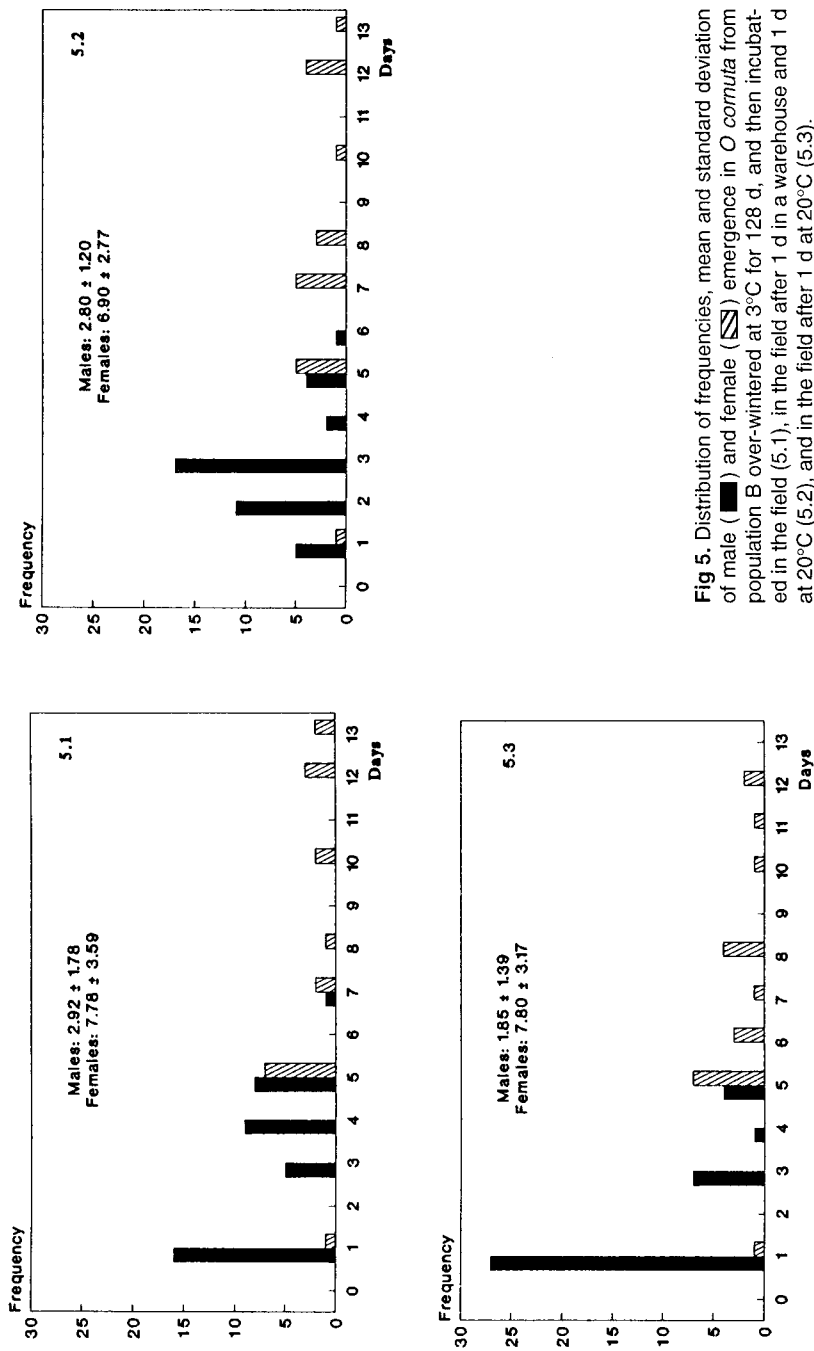 Frequency
30
25
20
15
10
5
0
5.1
Males: 2.92 ± 1.78
Females: 7.78 ± 3.59
0 1 2 3 4 5 6 7 8 9 10 11 12 13
Days
Frequency
30
25
20
15
10
5
0
5.2
Males: 2.80 ± 1.20
Females: 6.90 ± 2.77
0 1 2 3 4 5 6 7 8 9 10 11 12 13
Days
Frequency
30
25
20
15
10
5
0
5.3
Males: 1.85 ± 1.39
Females: 7.80 ± 3.17
0 1 2 3 4 5 6 7 8 9 10 11 12 13
Days
Fig 5. Distribution of frequencies, mean and standard deviation
of male ( ) and female ( ) emergence in O cornuta from
population B over-wintered at 3°C for 128 d, and then incubat-
ed in the field (5.1), in the field after 1 d in a warehouse and 1 d
at 20°C (5.2), and in the field after 1 d at 20°C (5.3).